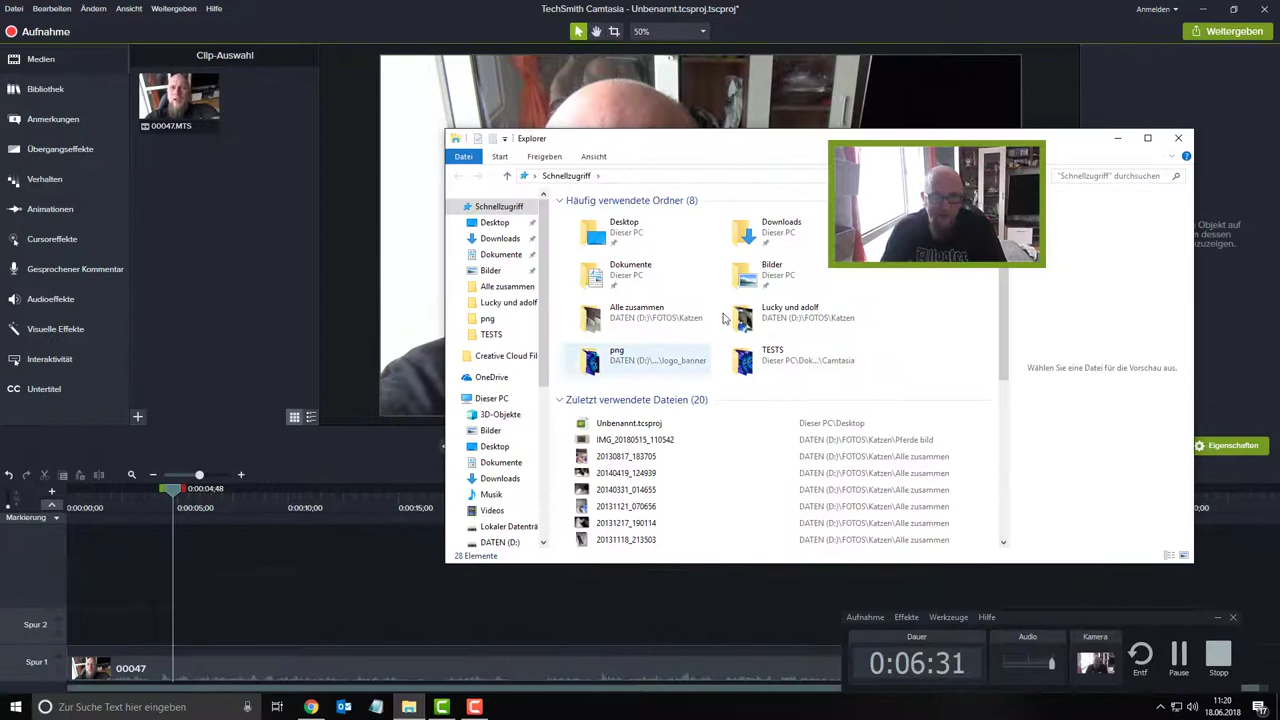 Datei Bearbeiten Ändern Ansicht Weitergeben Hilfe
TechSmith Camtasia - Unbenannt.tcsproj.tscproj*
Anmelden
Aufnahme
50%
Weitergeben
Medien
Clip-Auswahl
Bibliothek
Anmerkungen
Übergangseffekte
Verhalten
Animationen
Cursoreffekte
Gesprochener Kommentar
Audioeffekte
Visuelle Effekte
Interaktivität
Untertitel
00047.MTS
Explorer
Datei Start Freigeben Ansicht
Schnellzugriff
"Schnellzugriff" durchsuchen
Schnellzugriff
Desktop
Downloads
Dokumente
Bilder
Alle zusammen
Lucky und adolf
png
TESTS
Creative Cloud Fil
OneDrive
Dieser PC
3D-Objekte
Bilder
Desktop
Dokumente
Downloads
Musik
Videos
Lokaler Datenträ
DATEN (D:)
Häufig verwendete Ordner (8)
Desktop
Dieser PC
Downloads
Dieser PC
Dokumente
Dieser PC
Bilder
Dieser PC
Alle zusammen
DATEN (D:)\FOTOS\Katzen
Lucky und adolf
DATEN (D:)\FOTOS\Katzen
png
DATEN (D:)\...\logo_banner
TESTS
Dieser PC\Dok...\Camtasia
Zuletzt verwendete Dateien (20)
Unbenannt.tcsproj Dieser PC\Desktop
IMG_20180515_110542 DATEN (D:)\FOTOS\Katzen\Pferde bild
20130817_183705 DATEN (D:)\FOTOS\Katzen\Alle zusammen
20140419_124939 DATEN (D:)\FOTOS\Katzen\Alle zusammen
20140331_014655 DATEN (D:)\FOTOS\Katzen\Alle zusammen
20131121_070656 DATEN (D:)\FOTOS\Katzen\Alle zusammen
20131217_190114 DATEN (D:)\FOTOS\Katzen\Alle zusammen
20131118_213503 DATEN (D:)\FOTOS\Katzen\Alle zusammen
28 Elemente
Wählen Sie eine Datei für die Vorschau aus.
Objekt auf
dessen
zuzeigen.
Eigenschaften
0:00:04;48
0:00:00;00 0:00:05;00 0:00:10;00 0:00:15;00
Markierung
Spur 2
Spur 1
00047
Aufnahme Effekte Werkzeuge Hilfe
Dauer
0:06:31
Audio
Kamera
Entf
Pause
Stopp
Zur Suche Text hier eingeben
11:20
18.06.2018